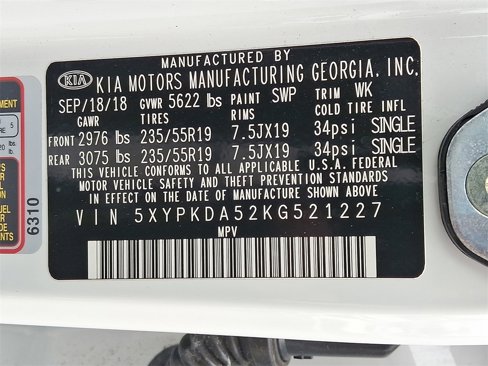 MANUFACTURED BY
KIA KIA MOTORS MANUFACTURING GEORGIA, INC.
SEP/18/18 GVWR 5622 lbs PAINT SWP TRIM WK
GAWR TIRES RIMS COLD TIRE INFL
FRONT 2976 lbs 235/55R19 7.5JX19 34psi SINGLE
REAR 3075 lbs 235/55R19 7.5JX19 34psi SINGLE
THIS VEHICLE CONFORMS TO ALL APPLICABLE U.S.A. FEDERAL
MOTOR VEHICLE SAFETY, BUMPER, AND THEFT PREVENTION STANDARDS
IN EFFECT ON THE DATE OF MANUFACTURE SHOWN ABOVE.
VIN 5XYPKDA52KG521227
MPV
6310